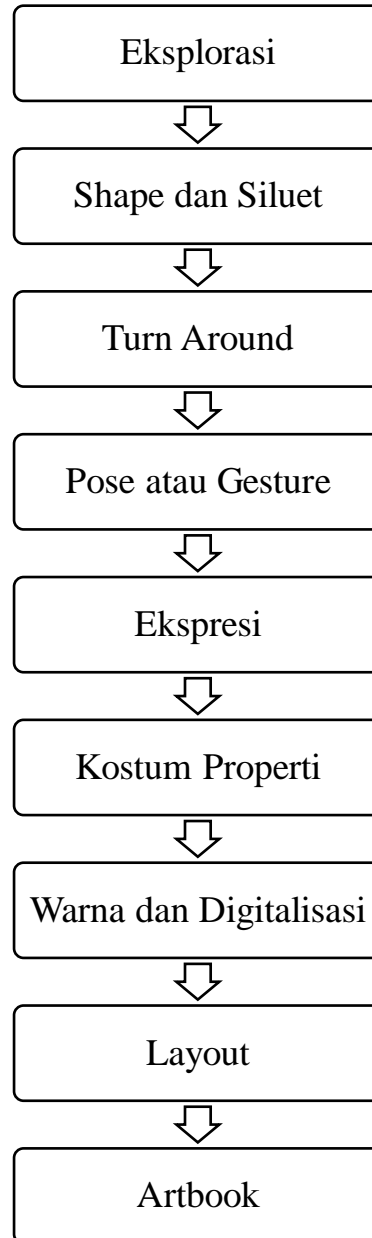 Eksplorasi
Shape dan Siluet
Turn Around
Pose atau Gesture
Ekspresi
Kostum Properti
Warna dan Digitalisasi
Layout
Artbook